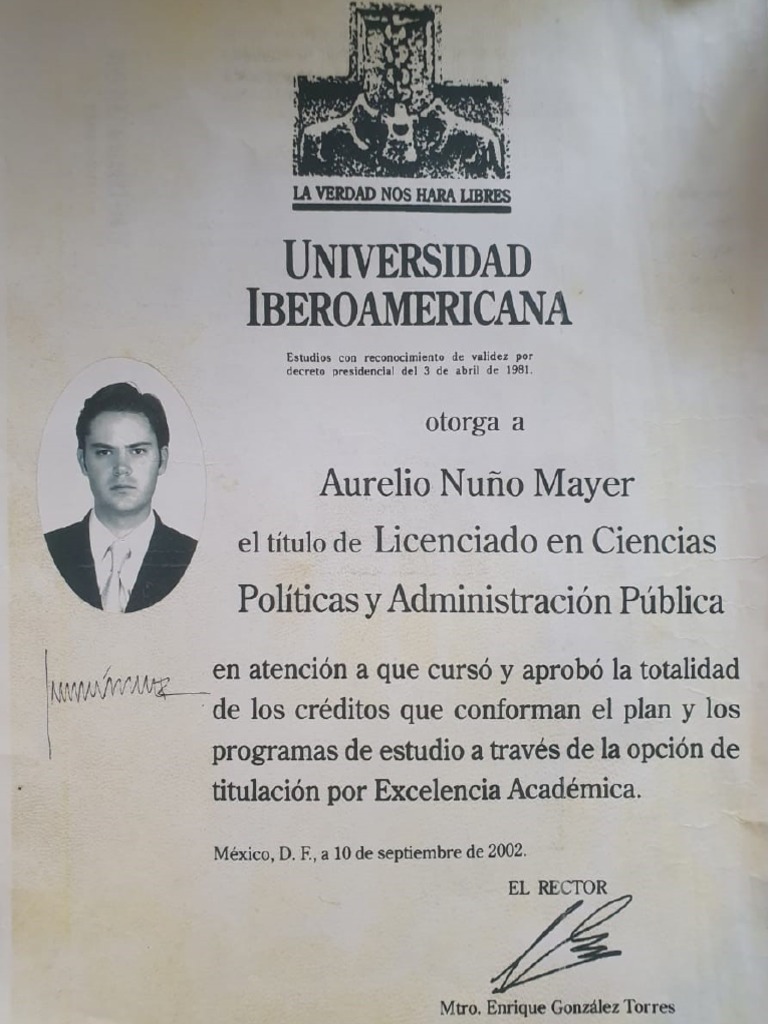 LA VERDAD NOS HARA LIBRES
UNIVERSIDAD
IBEROAMERICANA
Estudios con reconocimiento de validez por
decreto presidencial del 3 de abril de 1981.
otorga a
Aurelio Nuño Mayer
el título de Licenciado en Ciencias
Políticas y Administración Pública
en atención a que cursó y aprobó la totalidad
de los créditos que conforman el plan y los
programas de estudio a través de la opción de
titulación por Excelencia Académica.
México, D. F., a 10 de septiembre de 2002.
EL RECTOR
Mtro. Enrique González Torres